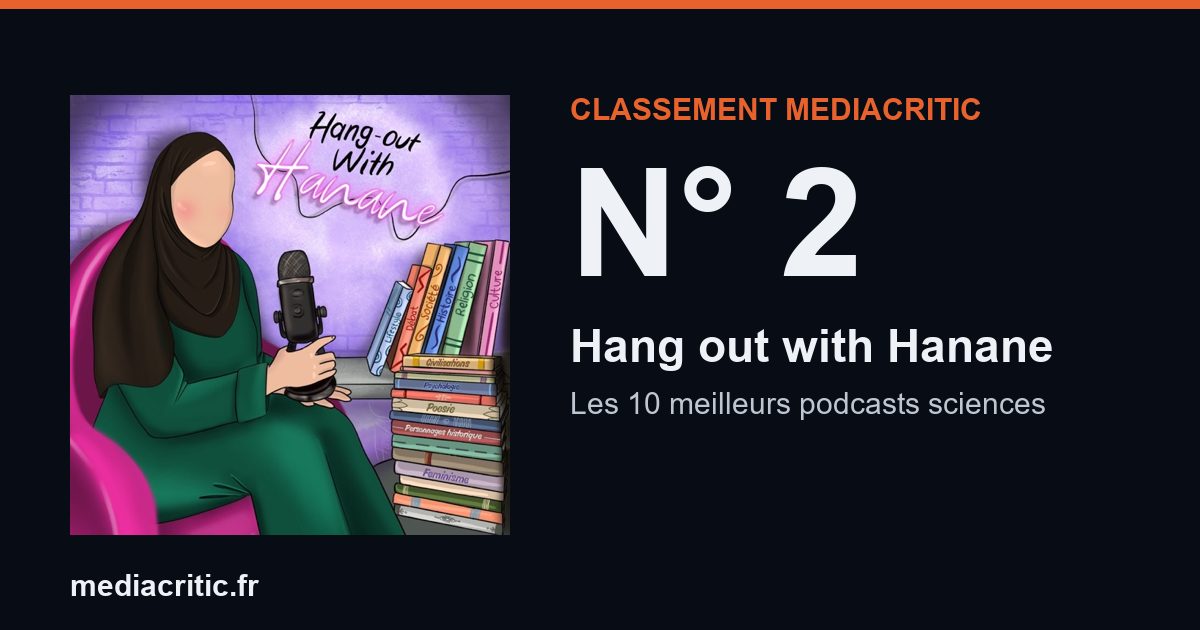 CLASSEMENT MEDIACRITIC
N° 2
Hang out with Hanane
Les 10 meilleurs podcasts sciences
Hang-out
With
Hanane
Lifestyle
Débat
Société
Histoire
Religion
Culture
Civilisations
Psychologie
Poésie
Personnages historique
Feminisme
mediacritic.fr